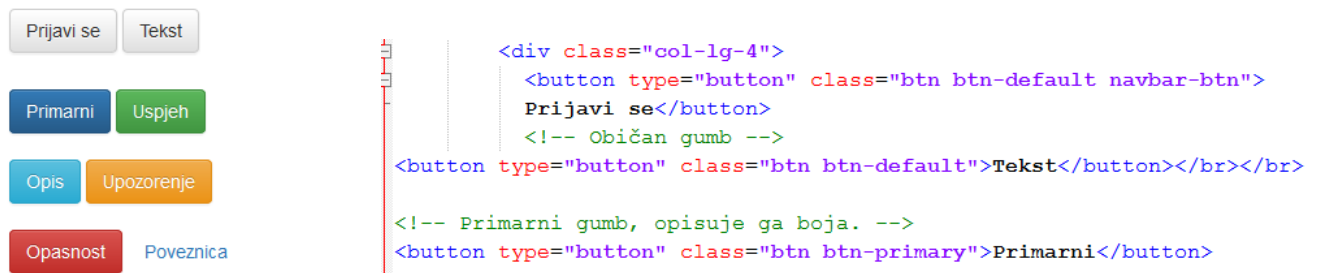 Prijavi se Tekst
Primarni Uspjeh
Opis Upozorenje
Opasnost Poveznica
<div class="col-lg-4">
<button type="button" class="btn btn-default navbar-btn">
Prijavi se</button>
<!-- Običan gumb -->
<button type="button" class="btn btn-default">Tekst</button></br></br>
<!-- Primarni gumb, opisuje ga boja. -->
<button type="button" class="btn btn-primary">Primarni</button>